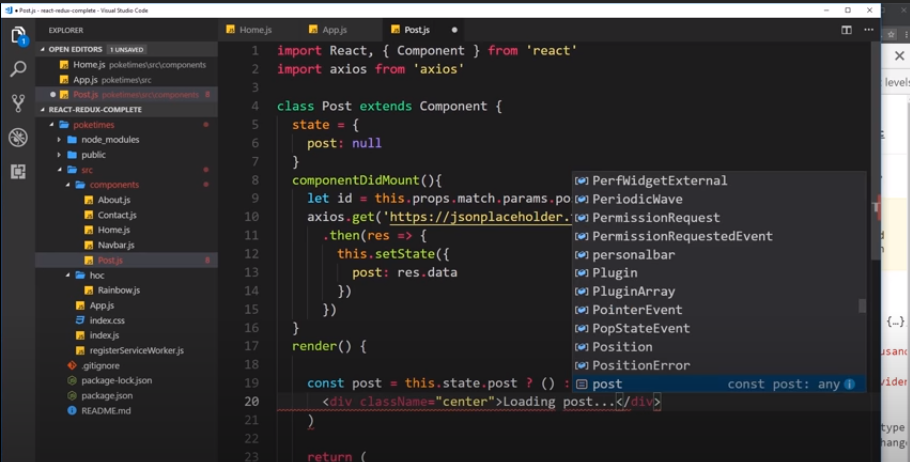 Post.js - react-redux-complete - Visual Studio Code
EXPLORER
OPEN EDITORS 1 UNSAVED
Home.js poketimes\src\components
App.js poketimes\src
Post.js poketimes\src\components 8
REACT-REDUX-COMPLETE
poketimes
node_modules
public
src
components
About.js
Contact.js
Home.js
Navbar.js
Post.js 8
hoc
Rainbow.js
App.js
index.css
index.js
registerServiceWorker.js
.gitignore
package-lock.json
package.json
README.md
1
Home.js App.js Post.js
1 import React, { Component } from 'react'
2 import axios from 'axios'
3
4 class Post extends Component {
5 state = {
6 post: null
7 }
8 componentDidMount(){
9 let id = this.props.match.params.po
10 axios.get('https://jsonplaceholder.
11 .then(res => {
12 this.setState({
13 post: res.data
14 })
15 })
16 }
17 render() {
18
19 const post = this.state.post ? () :
20 <div className="center">Loading post...</div>
21 )
22
23 return (
PerfWidgetExternal
PeriodicWave
PermissionRequest
PermissionRequestedEvent
personalbar
Plugin
PluginArray
PointerEvent
PopStateEvent
Position
PositionError
post const post: any
levels
{…}
usan
vider
type
hange